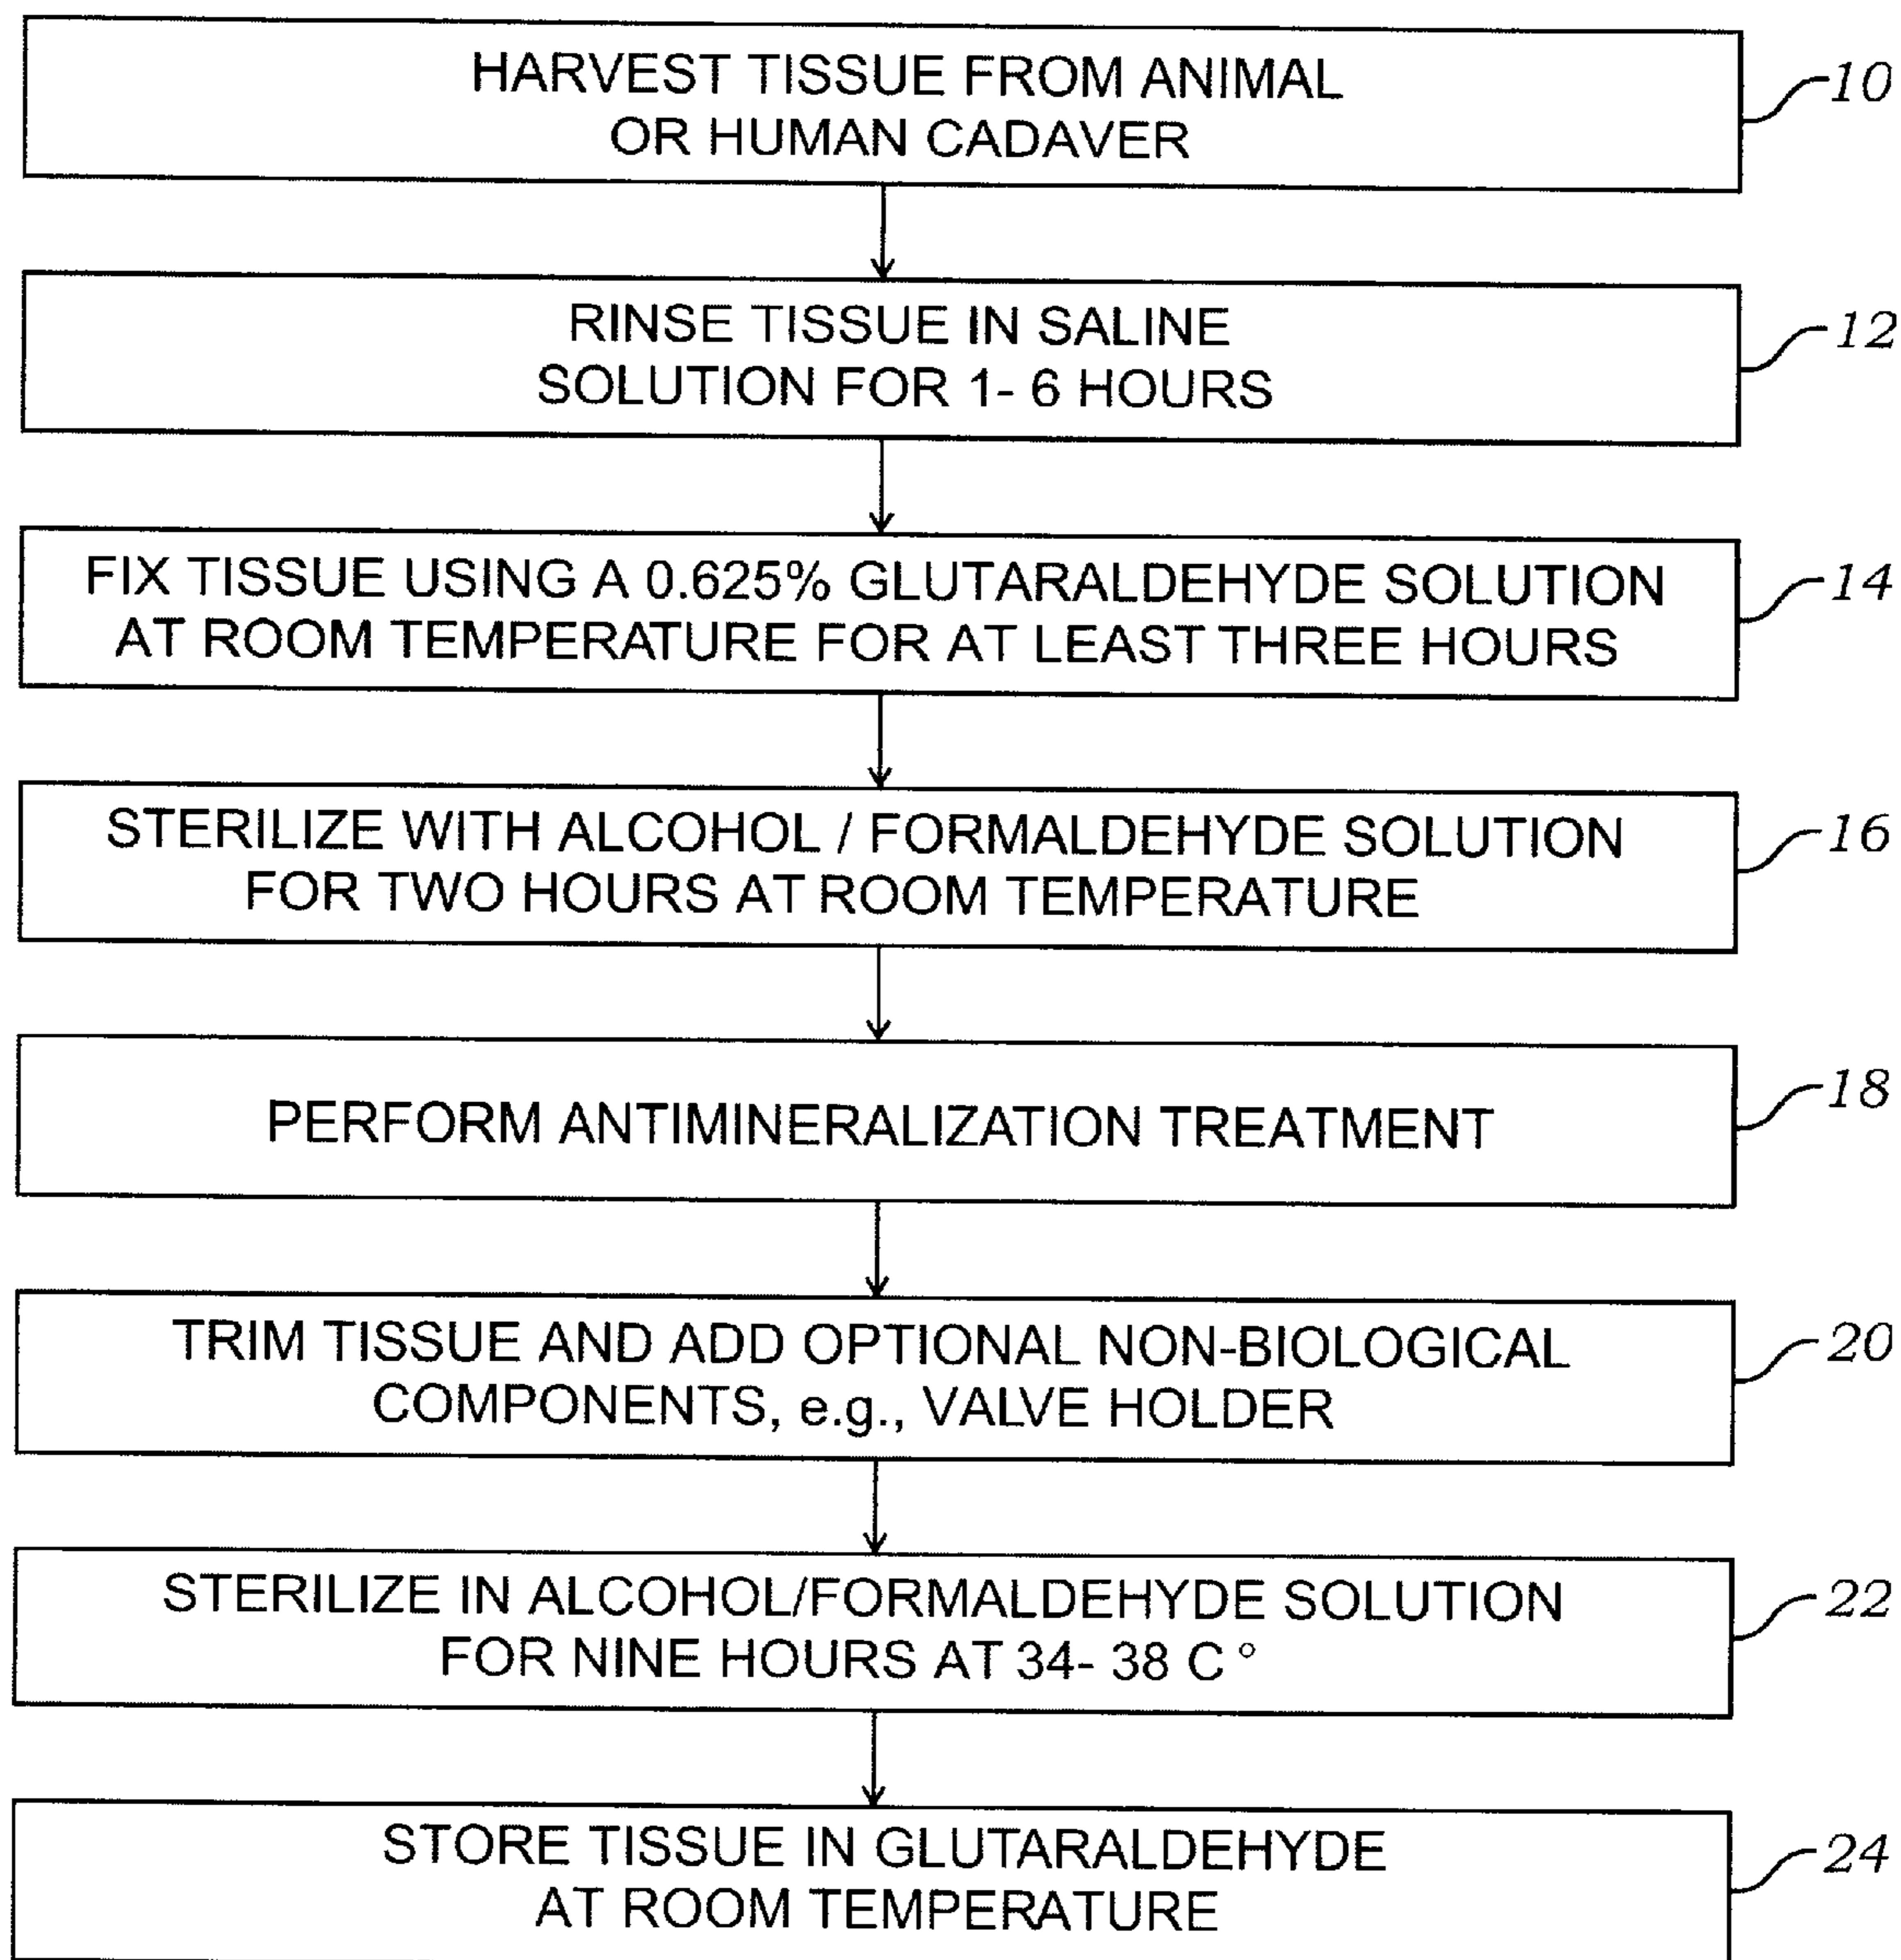 HARVEST TISSUE FROM ANIMAL
OR HUMAN CADAVER
10
RINSE TISSUE IN SALINE
SOLUTION FOR 1- 6 HOURS
12
FIX TISSUE USING A 0.625% GLUTARALDEHYDE SOLUTION
AT ROOM TEMPERATURE FOR AT LEAST THREE HOURS
14
STERILIZE WITH ALCOHOL / FORMALDEHYDE SOLUTION
FOR TWO HOURS AT ROOM TEMPERATURE
16
PERFORM ANTIMINERALIZATION TREATMENT
18
TRIM TISSUE AND ADD OPTIONAL NON-BIOLOGICAL
COMPONENTS, e.g., VALVE HOLDER
20
STERILIZE IN ALCOHOL/FORMALDEHYDE SOLUTION
FOR NINE HOURS AT 34- 38 C°
22
STORE TISSUE IN GLUTARALDEHYDE
AT ROOM TEMPERATURE
24